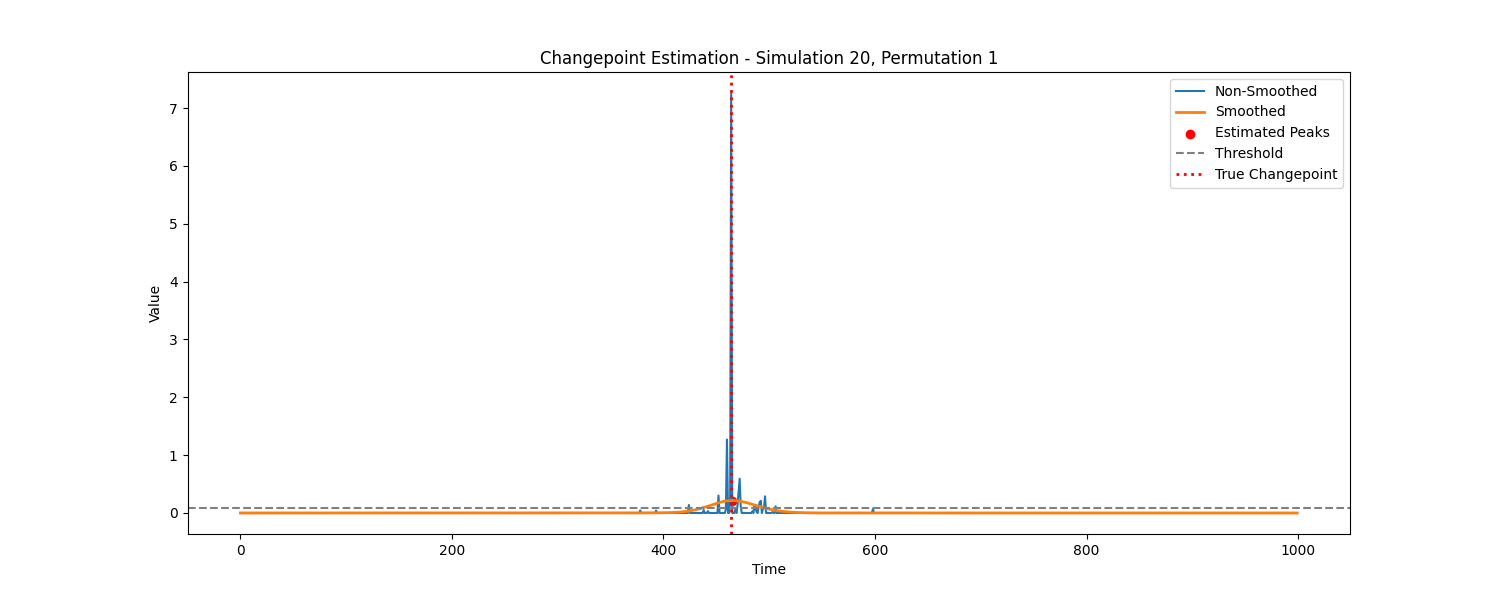 Changepoint Estimation - Simulation 20, Permutation 1
Non-Smoothed
Smoothed
Estimated Peaks
Threshold
True Changepoint
Value
7
6
5
4
3
2
1
0
0 200 400 600 800 1000
Time